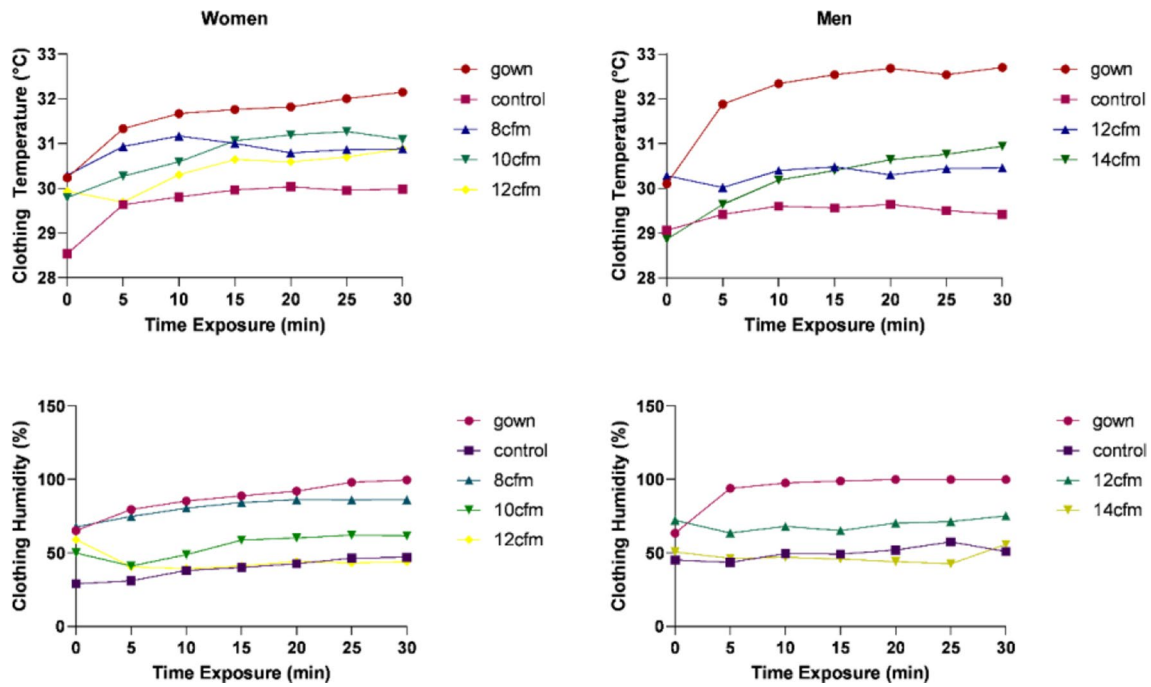 Women
Clothing Temperature (°C)
33
32
31
30
29
28
0 5 10 15 20 25 30
Time Exposure (min)
gown
control
8cfm
10cfm
12cfm
Men
Clothing Temperature (°C)
33
32
31
30
29
28
0 5 10 15 20 25 30
Time Exposure (min)
gown
control
12cfm
14cfm
Clothing Humidity (%)
150
100
50
0
0 5 10 15 20 25 30
Time Exposure (min)
gown
control
8cfm
10cfm
12cfm
Clothing Humidity (%)
150
100
50
0
0 5 10 15 20 25 30
Time Exposure (min)
gown
control
12cfm
14cfm